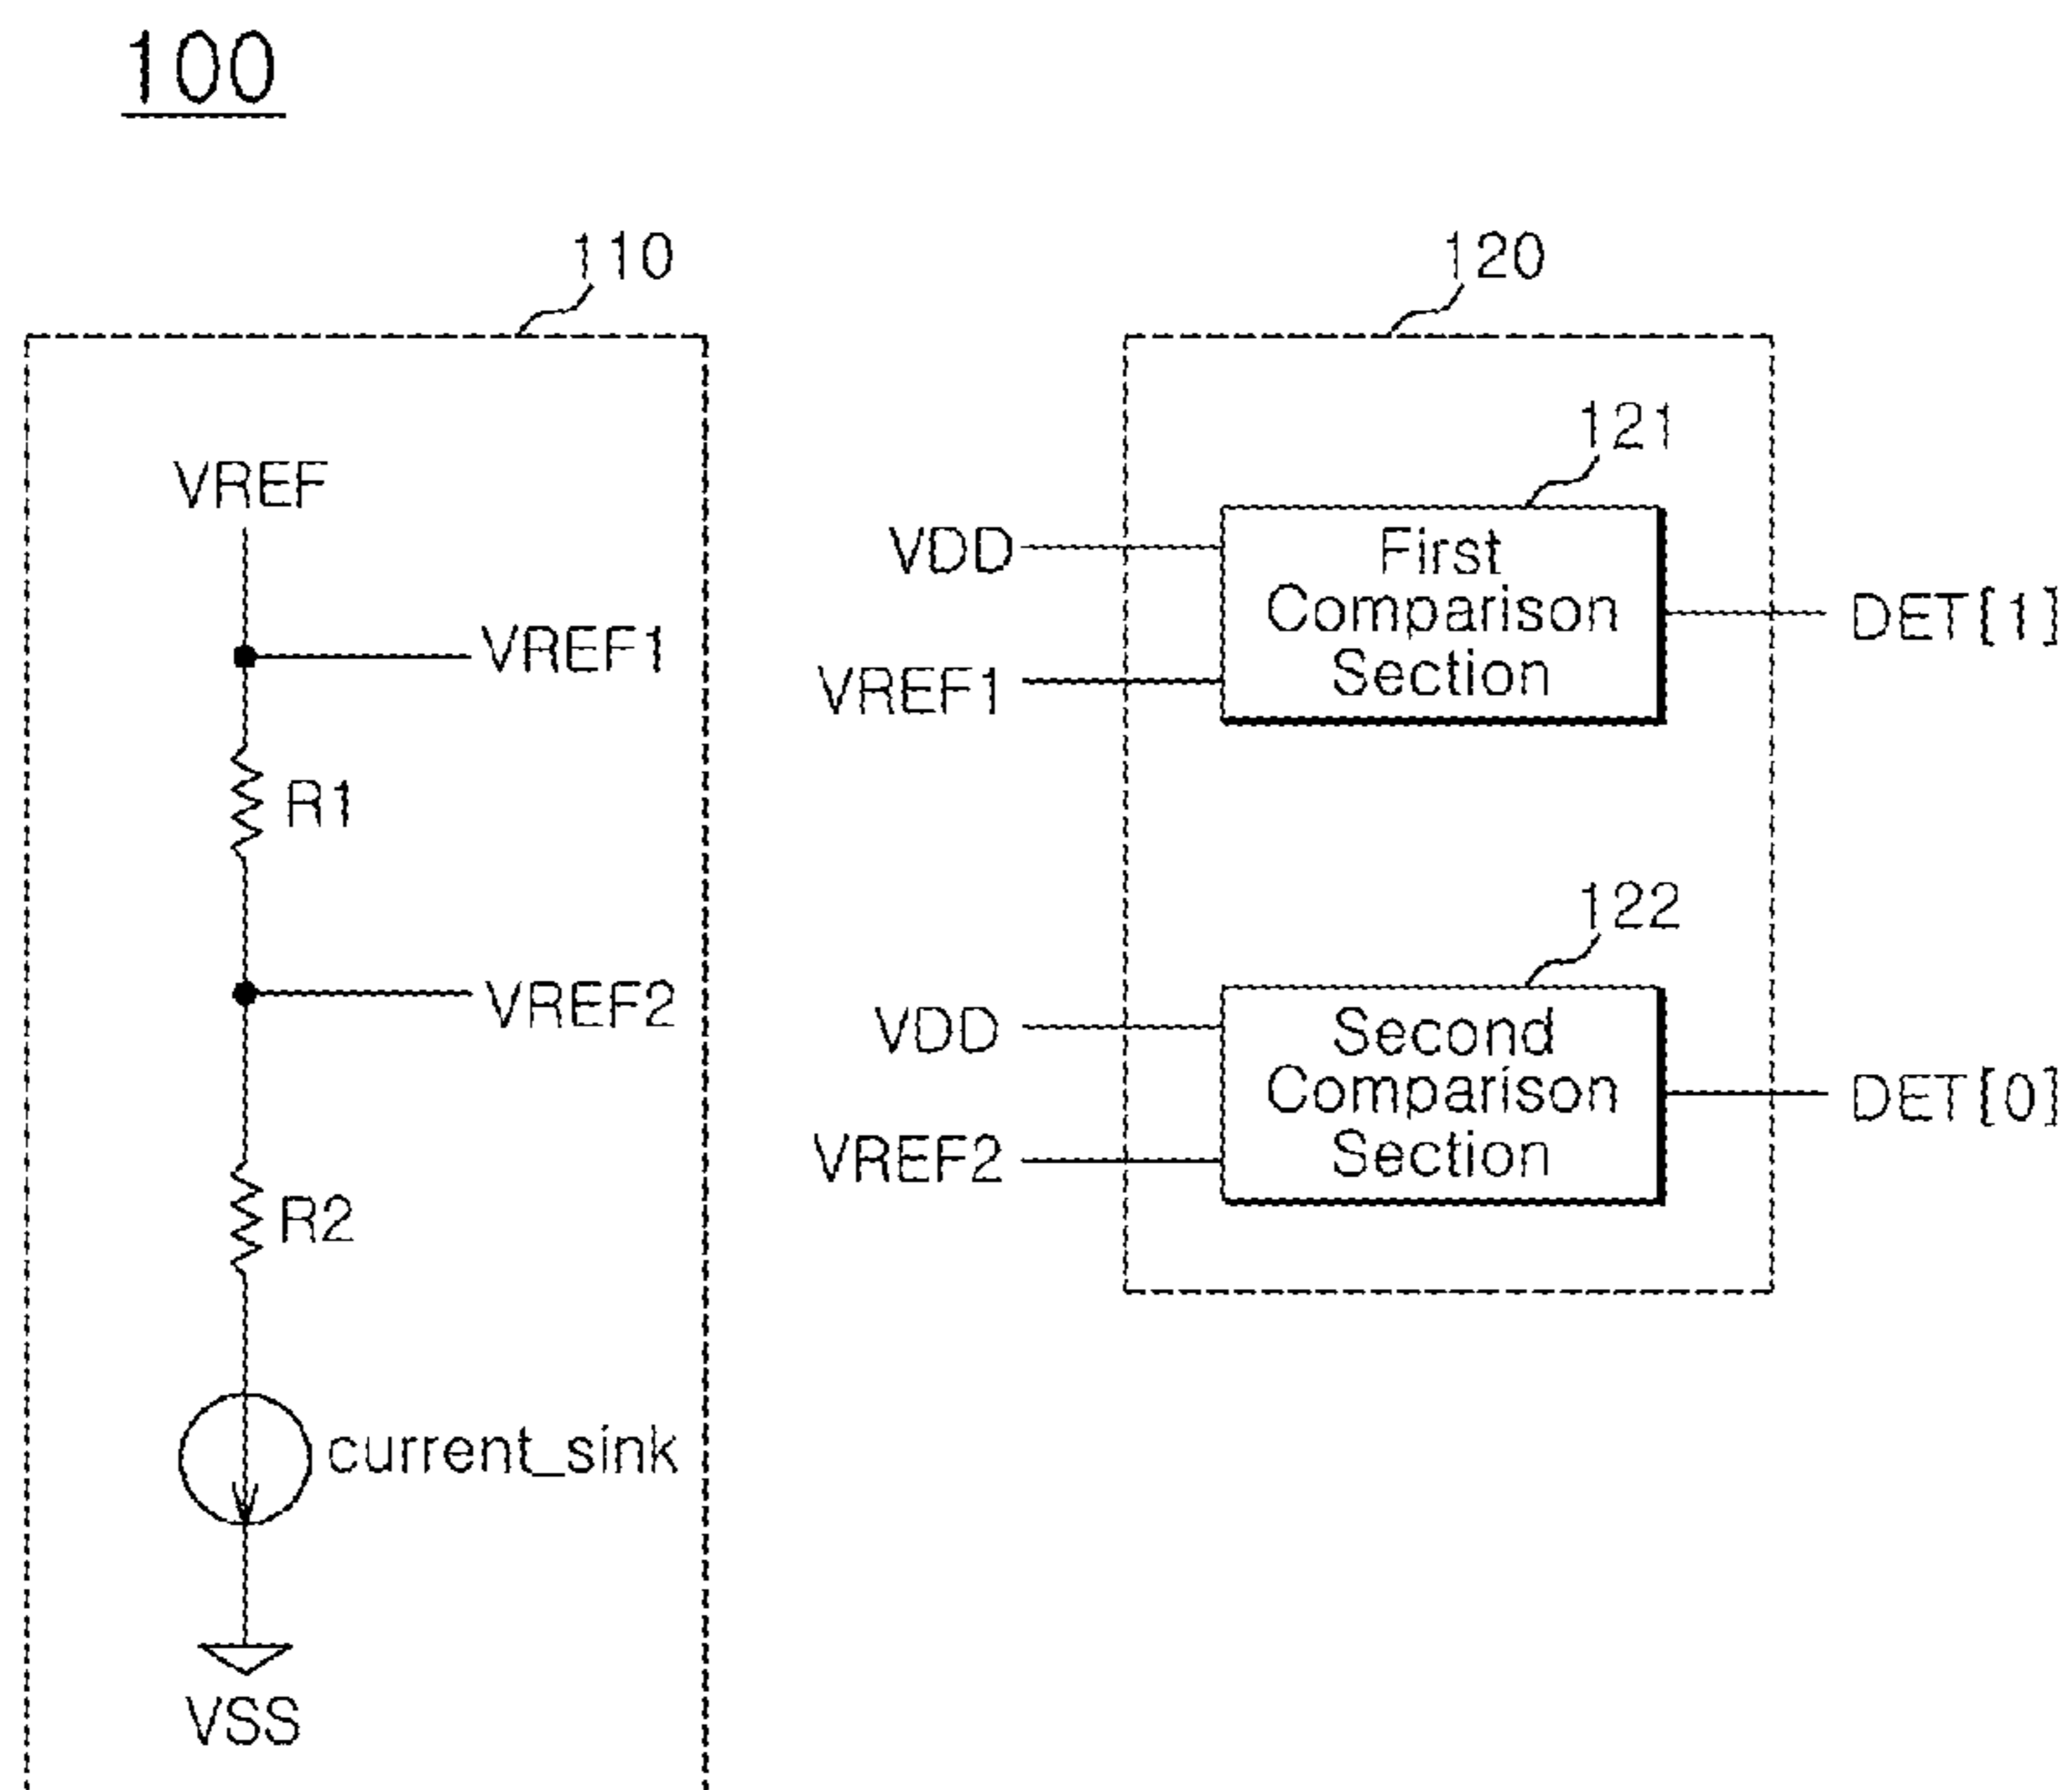 100
110
VREF
VREF1
R1
VREF2
R2
current_sink
VSS
120
121
VDD
First
Comparison
Section
VREF1
DET[1]
122
VDD
Second
Comparison
Section
VREF2
DET[0]